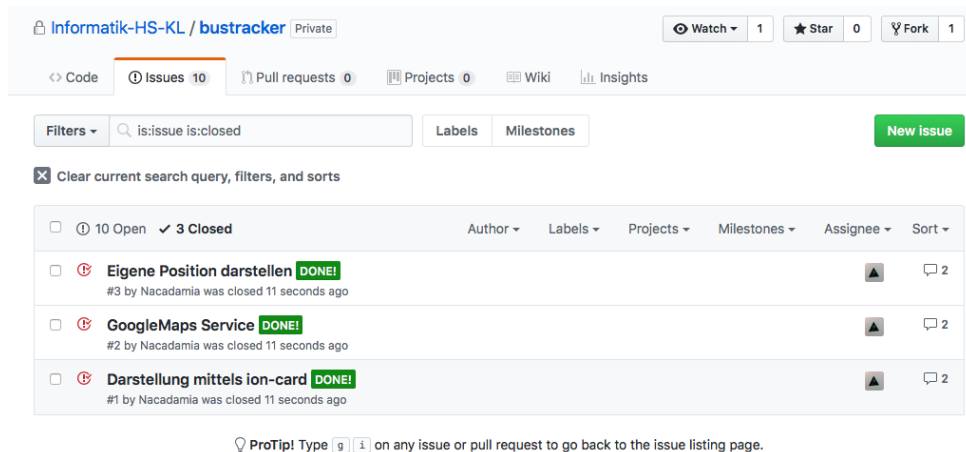 Informatik-HS-KL / bustracker Private Watch 1 Star 0 Fork 1
<> Code Issues 10 Pull requests 0 Projects 0 Wiki Insights
Filters is:issue is:closed Labels Milestones New issue
Clear current search query, filters, and sorts
10 Open 3 Closed Author Labels Projects Milestones Assignee Sort
Eigene Position darstellen DONE! 2
#3 by Nacadamia was closed 11 seconds ago
GoogleMaps Service DONE! 2
#2 by Nacadamia was closed 11 seconds ago
Darstellung mittels ion-card DONE! 2
#1 by Nacadamia was closed 11 seconds ago
ProTip! Type g i on any issue or pull request to go back to the issue listing page.